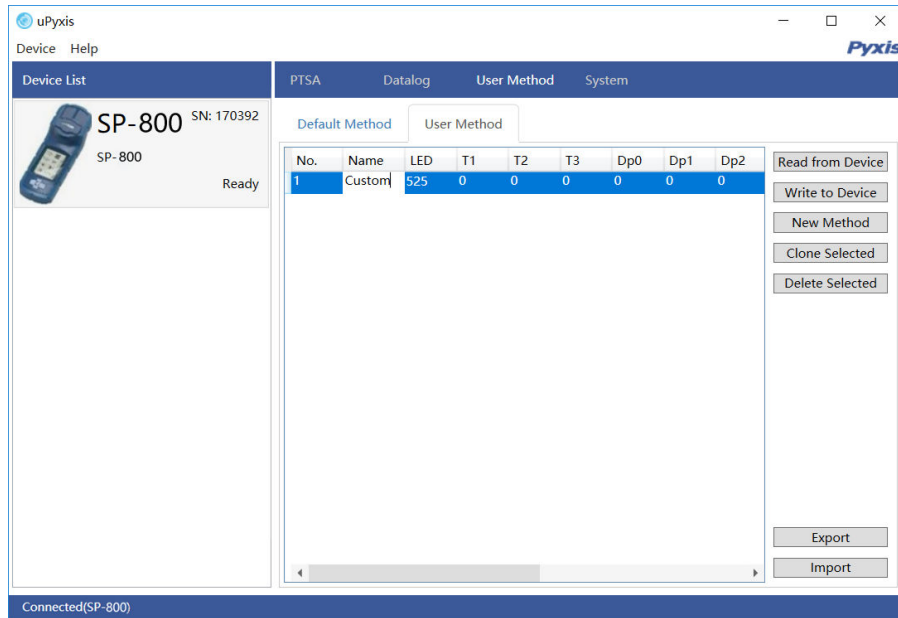 uPyxis
Device Help
Pyxis
Device List
PTSA Datalog User Method System
SP-800 SN: 170392
SP-800
Ready
Default Method User Method
No. Name LED T1 T2 T3 Dp0 Dp1 Dp2
1 Custom 525 0 0 0 0 0 0
Read from Device
Write to Device
New Method
Clone Selected
Delete Selected
Export
Import
Connected(SP-800)